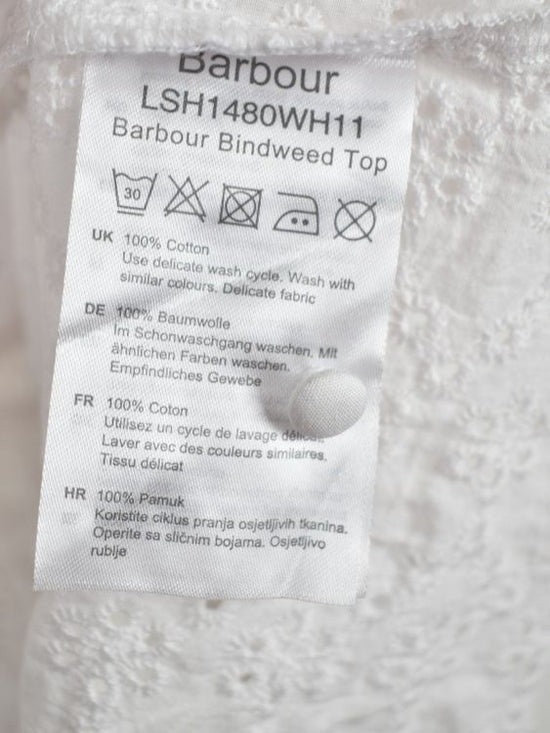 Barbour
LSH1480WH11
Barbour Bindweed Top
30
UK 100% Cotton
Use delicate wash cycle. Wash with
similar colours. Delicate fabric
DE 100% Baumwolle
Im Schonwaschgang waschen. Mit
ähnlichen Farben waschen.
Empfindliches Gewebe
FR 100% Coton
Utilisez un cycle de lavage délicat.
Laver avec des couleurs similaires.
Tissu délicat
HR 100% Pamuk
Koristite ciklus pranja osjetljivih tkanina.
Operite sa sličnim bojama. Osjetljivo
rublje